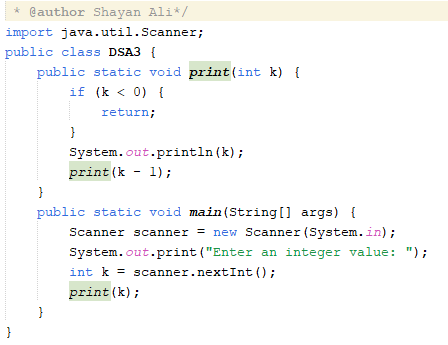 * @author Shayan Ali*/
import java.util.Scanner;
public class DSA3 {
    public static void print(int k) {
        if (k < 0) {
            return;
        }
        System.out.println(k);
        print(k - 1);
    }
    public static void main(String[] args) {
        Scanner scanner = new Scanner(System.in);
        System.out.print("Enter an integer value: ");
        int k = scanner.nextInt();
        print(k);
    }
}